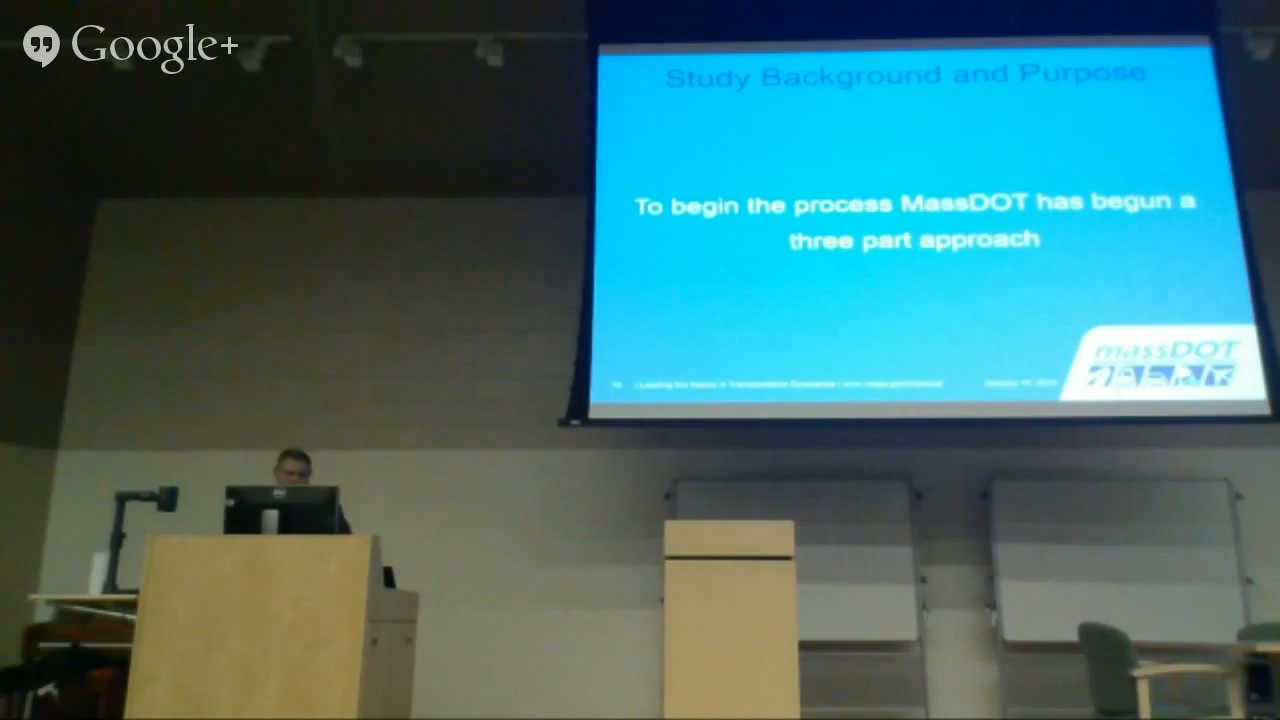 Google+
Study Background and Purpose
To begin the process MassDOT has begun a
three part approach
massDOT